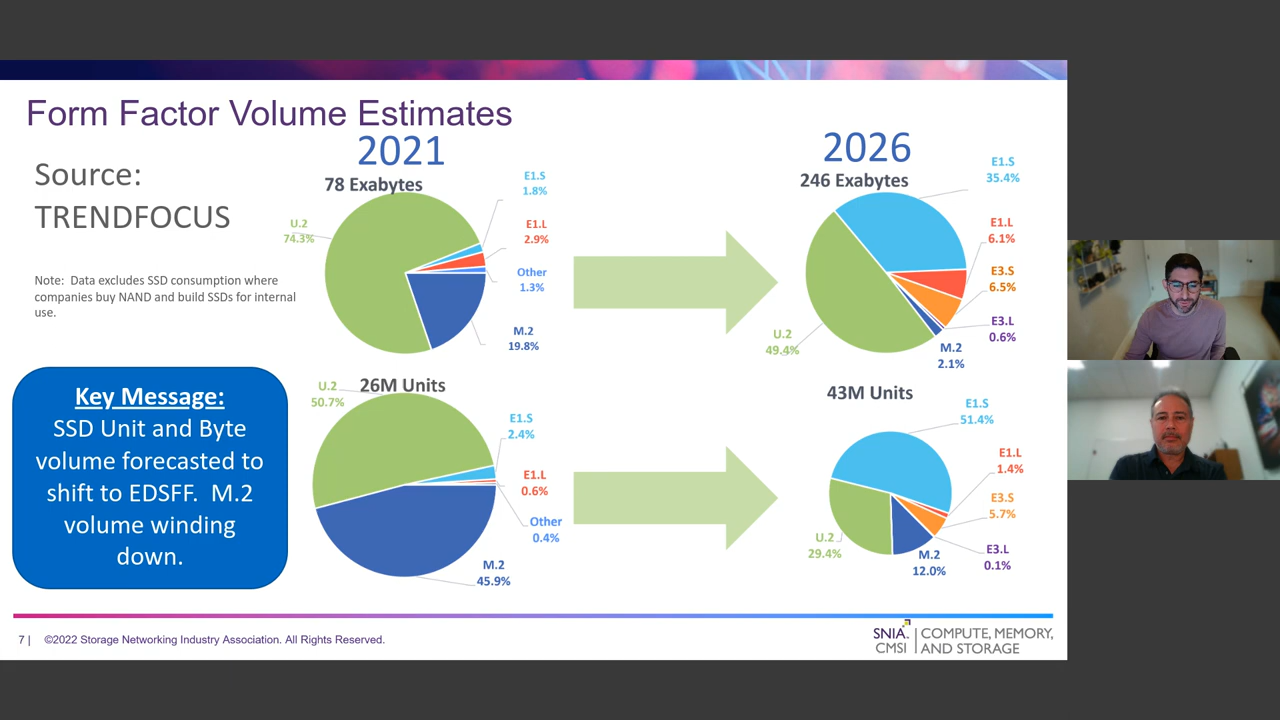 Form Factor Volume Estimates
Source:
TRENDFOCUS
Note: Data excludes SSD consumption where
companies buy NAND and build SSDs for internal
use.
Key Message:
SSD Unit and Byte
volume forecasted to
shift to EDSFF. M.2
volume winding
down.
2021
78 Exabytes
U.2
74.3%
E1.S
1.8%
E1.L
2.9%
Other
1.3%
M.2
19.8%
26M Units
U.2
50.7%
E1.S
2.4%
E1.L
0.6%
Other
0.4%
M.2
45.9%
2026
246 Exabytes
E1.S
35.4%
E1.L
6.1%
E3.S
6.5%
E3.L
0.6%
M.2
2.1%
U.2
49.4%
43M Units
E1.S
51.4%
E1.L
1.4%
E3.S
5.7%
E3.L
0.1%
M.2
12.0%
U.2
29.4%
7 | ©2022 Storage Networking Industry Association. All Rights Reserved.
SNIA. | COMPUTE, MEMORY,
CMSI | AND STORAGE